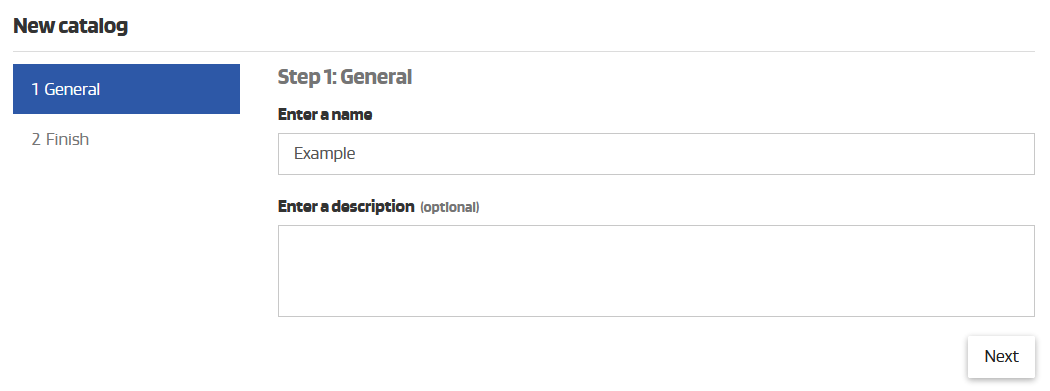 New catalog
1 General
2 Finish
Step 1: General
Enter a name
Example
Enter a description (optional)
Next